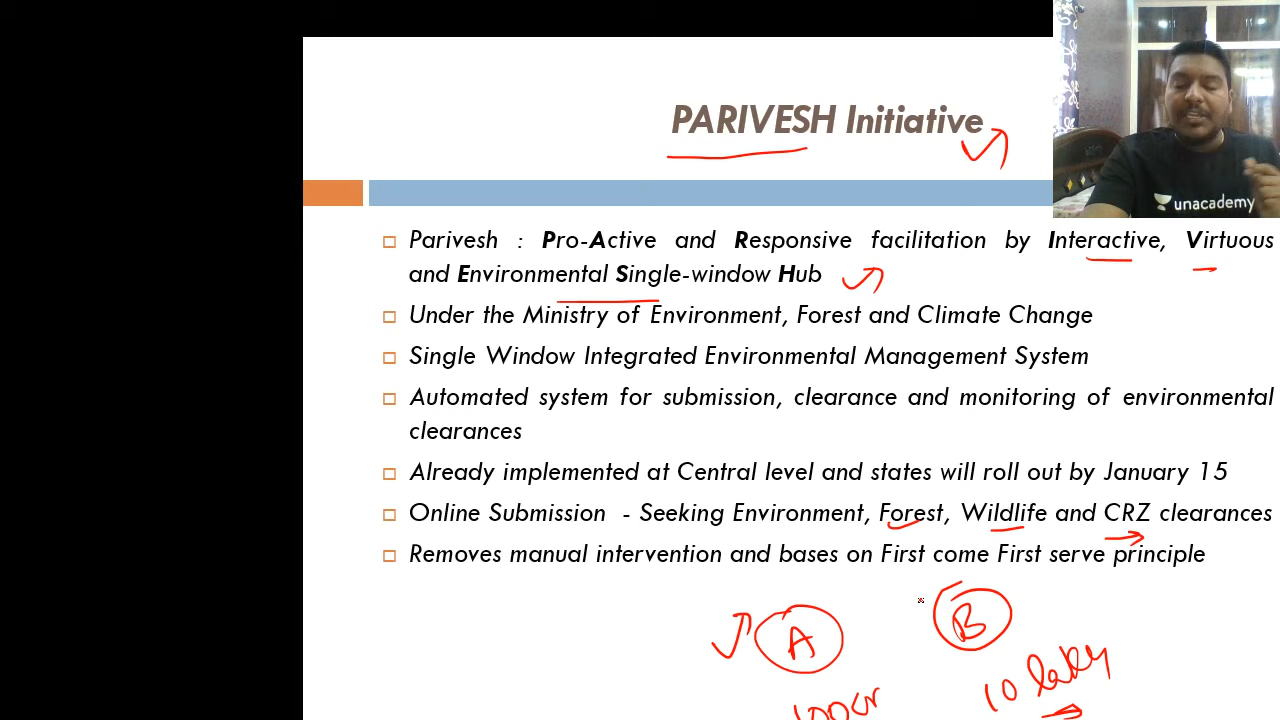 PARIVESH Initiative
unacademy
Parivesh : Pro-Active and Responsive facilitation by Interactive, Virtuous
and Environmental Single-window Hub
Under the Ministry of Environment, Forest and Climate Change
Single Window Integrated Environmental Management System
Automated system for submission, clearance and monitoring of environmental
clearances
Already implemented at Central level and states will roll out by January 15
Online Submission - Seeking Environment, Forest, Wildlife and CRZ clearances
Removes manual intervention and bases on First come First serve principle
A B
10 lakh
100cr